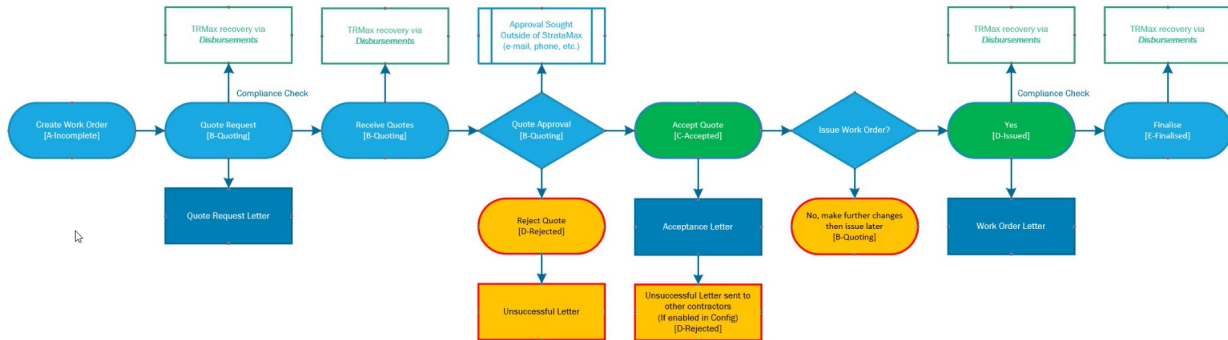 TRMax recovery via
Disbursements
TRMax recovery via
Disbursements
Approval Sought
Outside of StrataMax
(e-mail, phone, etc.)
TRMax recovery via
Disbursements
TRMax recovery via
Disbursements
Compliance Check
Compliance Check
Create Work Order
[A-Incomplete]
Quote Request
[B-Quoting]
Receive Quotes
[B-Quoting]
Quote Approval
[B-Quoting]
Accept Quote
[C-Accepted]
Issue Work Order?
Yes
[D-Issued]
Finalise
[E-Finalised]
Quote Request Letter
Reject Quote
[D-Rejected]
Acceptance Letter
No, make further changes
then issue later
[B-Quoting]
Work Order Letter
Unsuccessful Letter
Unsuccessful Letter sent to
other contractors
(If enabled in Config)
[D-Rejected]